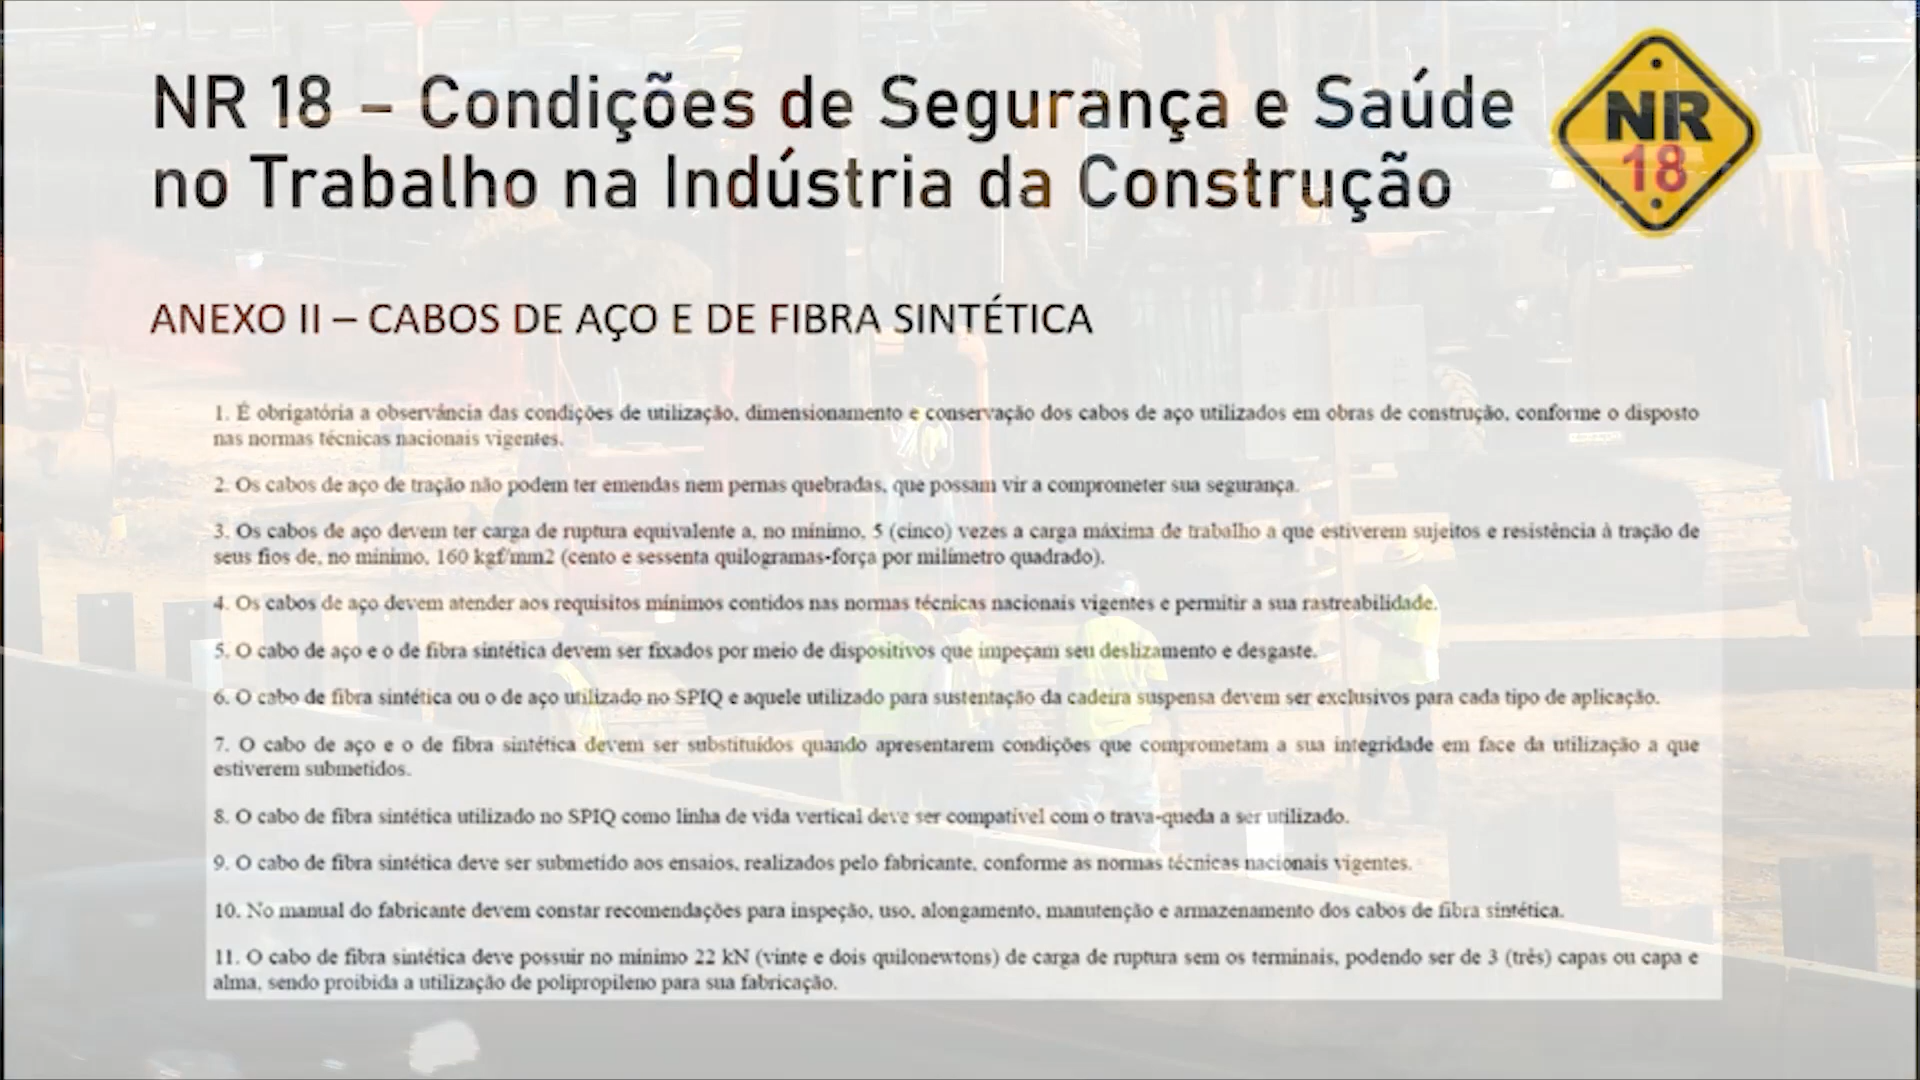 NR 18 – Condições de Segurança e Saúde
no Trabalho na Indústria da Construção
NR
18
ANEXO II – CABOS DE AÇO E DE FIBRA SINTÉTICA
1. É obrigatória a observância das condições de utilização, dimensionamento e conservação dos cabos de aço utilizados em obras de construção, conforme o disposto
nas normas técnicas nacionais vigentes.
2. Os cabos de aço de tração não podem ter emendas nem pernas quebradas, que possam vir a comprometer sua segurança.
3. Os cabos de aço devem ter carga de ruptura equivalente a, no mínimo, 5 (cinco) vezes a carga máxima de trabalho a que estiverem sujeitos e resistência à tração de
seus fios de, no mínimo, 160 kgf/mm2 (cento e sessenta quilogramas-força por milímetro quadrado).
4. Os cabos de aço devem atender aos requisitos mínimos contidos nas normas técnicas nacionais vigentes e permitir a sua rastreabilidade.
5. O cabo de aço e o de fibra sintética devem ser fixados por meio de dispositivos que impeçam seu deslizamento e desgaste.
6. O cabo de fibra sintética ou o de aço utilizado no SPIQ e aquele utilizado para sustentação da cadeira suspensa devem ser exclusivos para cada tipo de aplicação.
7. O cabo de aço e o de fibra sintética devem ser substituídos quando apresentarem condições que comprometam a sua integridade em face da utilização a que
estiverem submetidos.
8. O cabo de fibra sintética utilizado no SPIQ como linha de vida vertical deve ser compatível com o trava-queda a ser utilizado.
9. O cabo de fibra sintética deve ser submetido aos ensaios, realizados pelo fabricante, conforme as normas técnicas nacionais vigentes.
10. No manual do fabricante devem constar recomendações para inspeção, uso, alongamento, manutenção e armazenamento dos cabos de fibra sintética.
11. O cabo de fibra sintética deve possuir no mínimo 22 kN (vinte e dois quilonewtons) de carga de ruptura sem os terminais, podendo ser de 3 (três) capas ou capa e
alma, sendo proibida a utilização de polipropileno para sua fabricação.